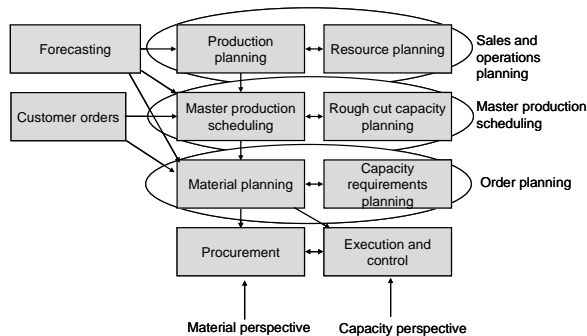 Forecasting
Production
planning
Resource planning
Sales and
operations
planning
Customer orders
Master production
scheduling
Rough cut capacity
planning
Master production
scheduling
Material planning
Capacity
requirements
planning
Order planning
Procurement
Execution and
control
Material perspective
Capacity perspective